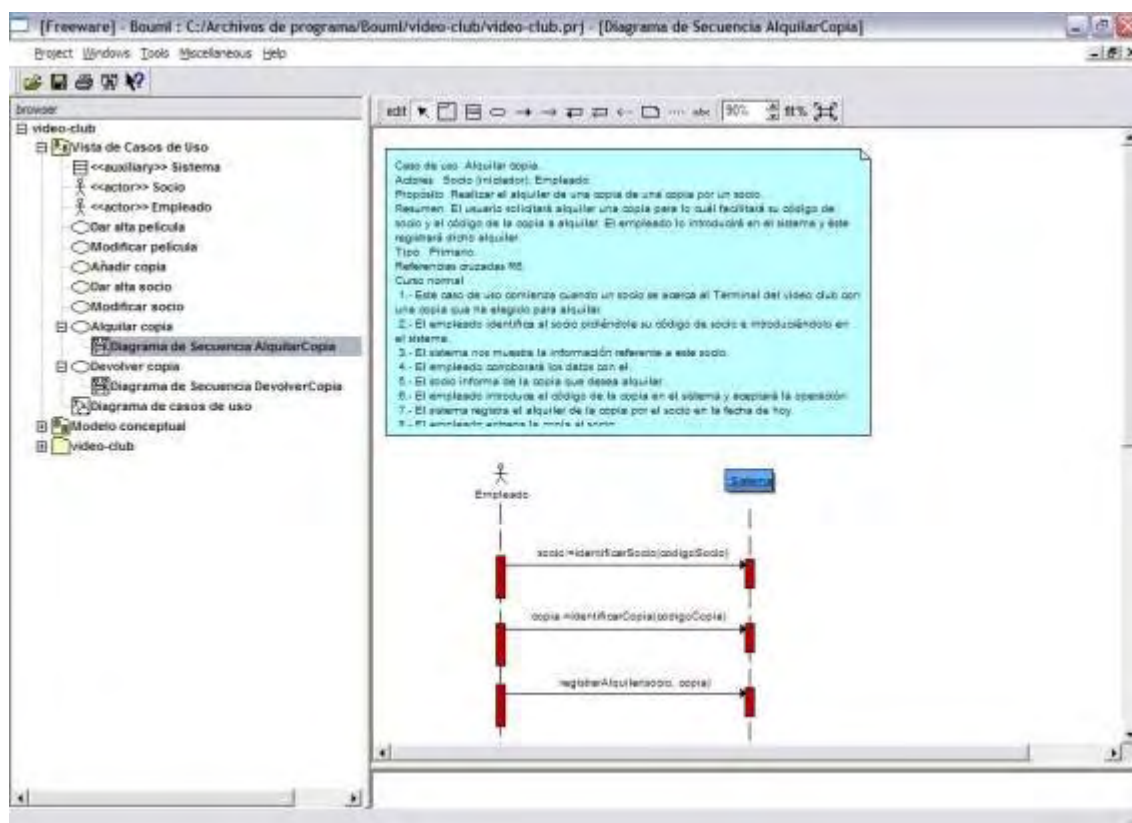 [Freeware] - Bouml : C:/Archivos de programa/Bouml/video-club/video-club.prj - [Diagrama de Secuencia AlquilarCopia]
Project Windows Tools Miscellaneous Help
browser
video-club
Vista de Casos de Uso
<<auxiliary>> Sistema
<<actor>> Socio
<<actor>> Empleado
Dar alta película
Modificar película
Añadir copia
Dar alta socio
Modificar socio
Alquilar copia
Diagrama de Secuencia AlquilarCopia
Devolver copia
Diagrama de Secuencia DevolverCopia
Diagrama de casos de uso
Modelo conceptual
video-club
edit abc 90% fit %
Caso de uso Alquilar copia.
Actores Socio (iniciador), Empleado.
Propósito Realizar el alquiler de una copia de una copia por un socio.
Resumen El usuario solicitará alquilar una copia para lo cuál facilitará su código de
socio y el código de la copia a alquilar. El empleado lo introducirá en el sistema y éste
registrará dicho alquiler.
Tipo Primario.
Referencias cruzadas
Curso normal
1.- Este caso de uso comienza cuando un socio se acerca al Terminal del video club con
una copia que ha elegido para alquilar.
2.- El empleado identifica al socio pidiéndole su código de socio e introduciéndolo en
el sistema.
3.- El sistema nos muestra la información referente a este socio.
4.- El empleado corroborará los datos con el.
5.- El socio informa de la copia que desea alquilar.
6.- El empleado introduce el código de la copia en el sistema y aceptará la operación.
7.- El sistema registra el alquiler de la copia por el socio en la fecha de hoy.
8.- El empleado entrega la copia al socio.
Empleado
:Sistema
socio =identificarSocio(codigoSocio)
copia =identificarCopia(codigoCopia)
registrarAlquiler(socio, copia)